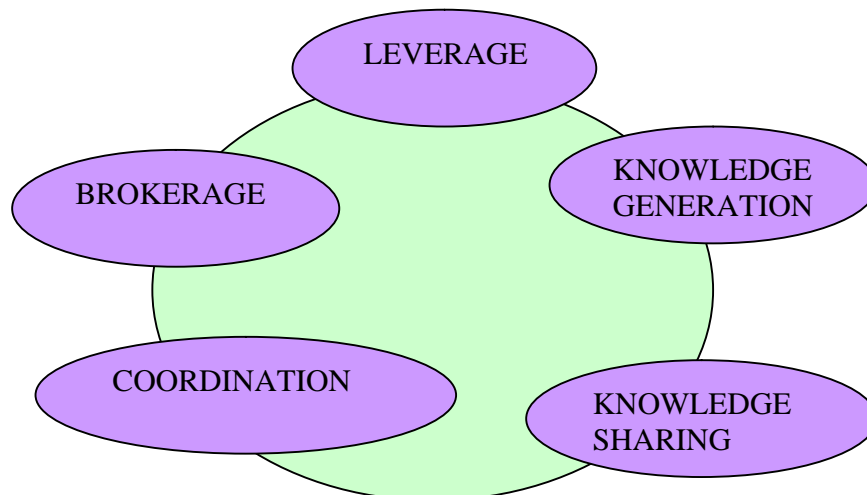 LEVERAGE
BROKERAGE
KNOWLEDGE
GENERATION
COORDINATION
KNOWLEDGE
SHARING